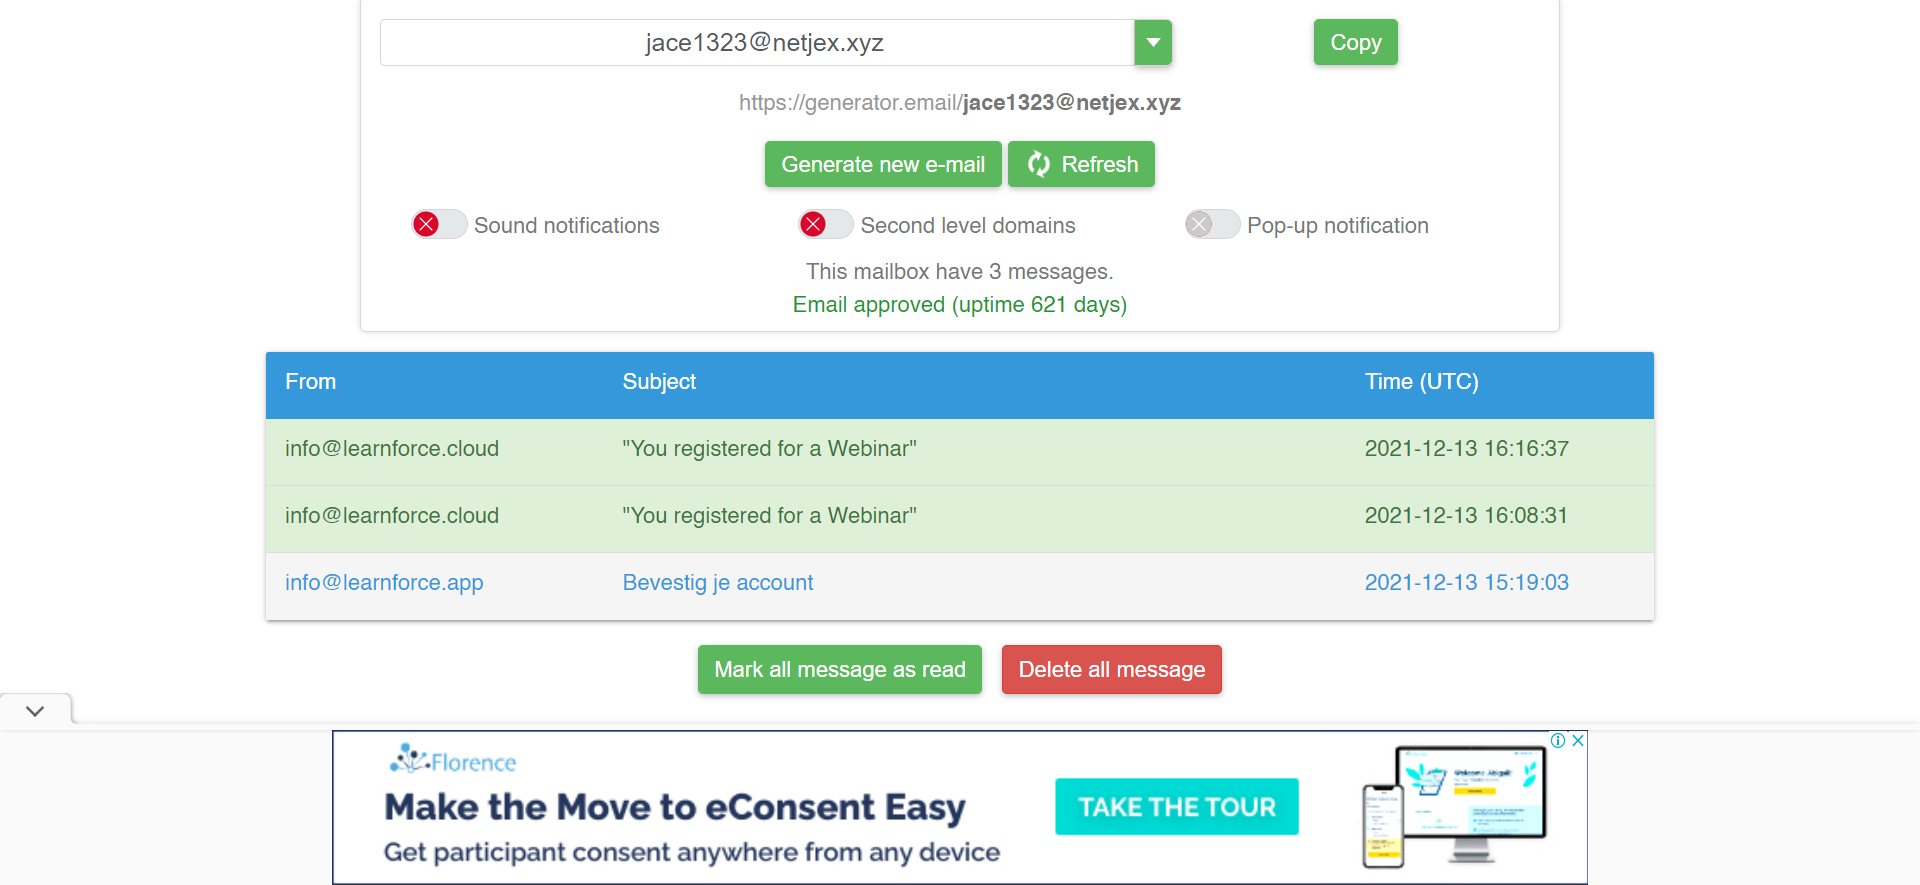 jace1323@netjex.xyz
Copy
https://generator.email/jace1323@netjex.xyz
Generate new e-mail
Refresh
Sound notifications
Second level domains
Pop-up notification
This mailbox have 3 messages.
Email approved (uptime 621 days)
From Subject Time (UTC)
info@learnforce.cloud "You registered for a Webinar" 2021-12-13 16:16:37
info@learnforce.cloud "You registered for a Webinar" 2021-12-13 16:08:31
info@learnforce.app Bevestig je account 2021-12-13 15:19:03
Mark all message as read
Delete all message
Florence
Make the Move to eConsent Easy
Get participant consent anywhere from any device
TAKE THE TOUR
Welcome, Abigail!